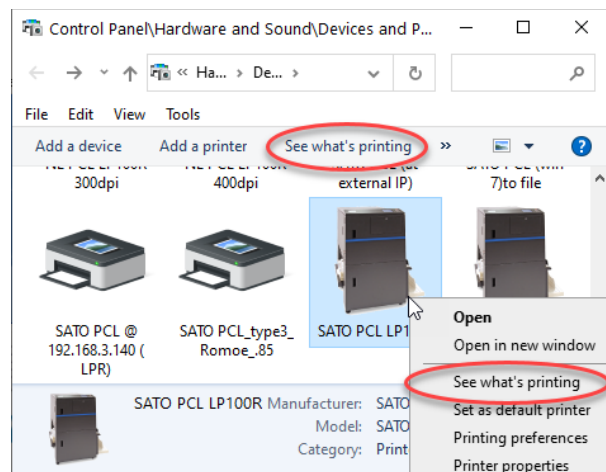 Control Panel\Hardware and Sound\Devices and P...
« Ha... › De... ›
File Edit View Tools
Add a device Add a printer See what's printing »
300dpi 400dpi external IP) 7)to file
SATO PCL @ SATO PCL_type3_ SATO PCL LP1
192.168.3.140 ( Romoe_.85
LPR)
Open
Open in new window
See what's printing
Set as default printer
Printing preferences
Printer properties
SATO PCL LP100R Manufacturer: SATO
Model: SATO
Category: Print